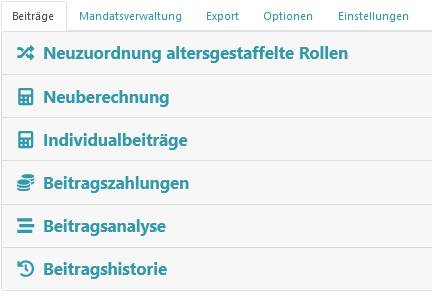 Beiträge Mandatsverwaltung Export Optionen Einstellungen
Neuzuordnung altersgestaffelte Rollen
Neuberechnung
Individualbeiträge
Beitragszahlungen
Beitragsanalyse
Beitragshistorie